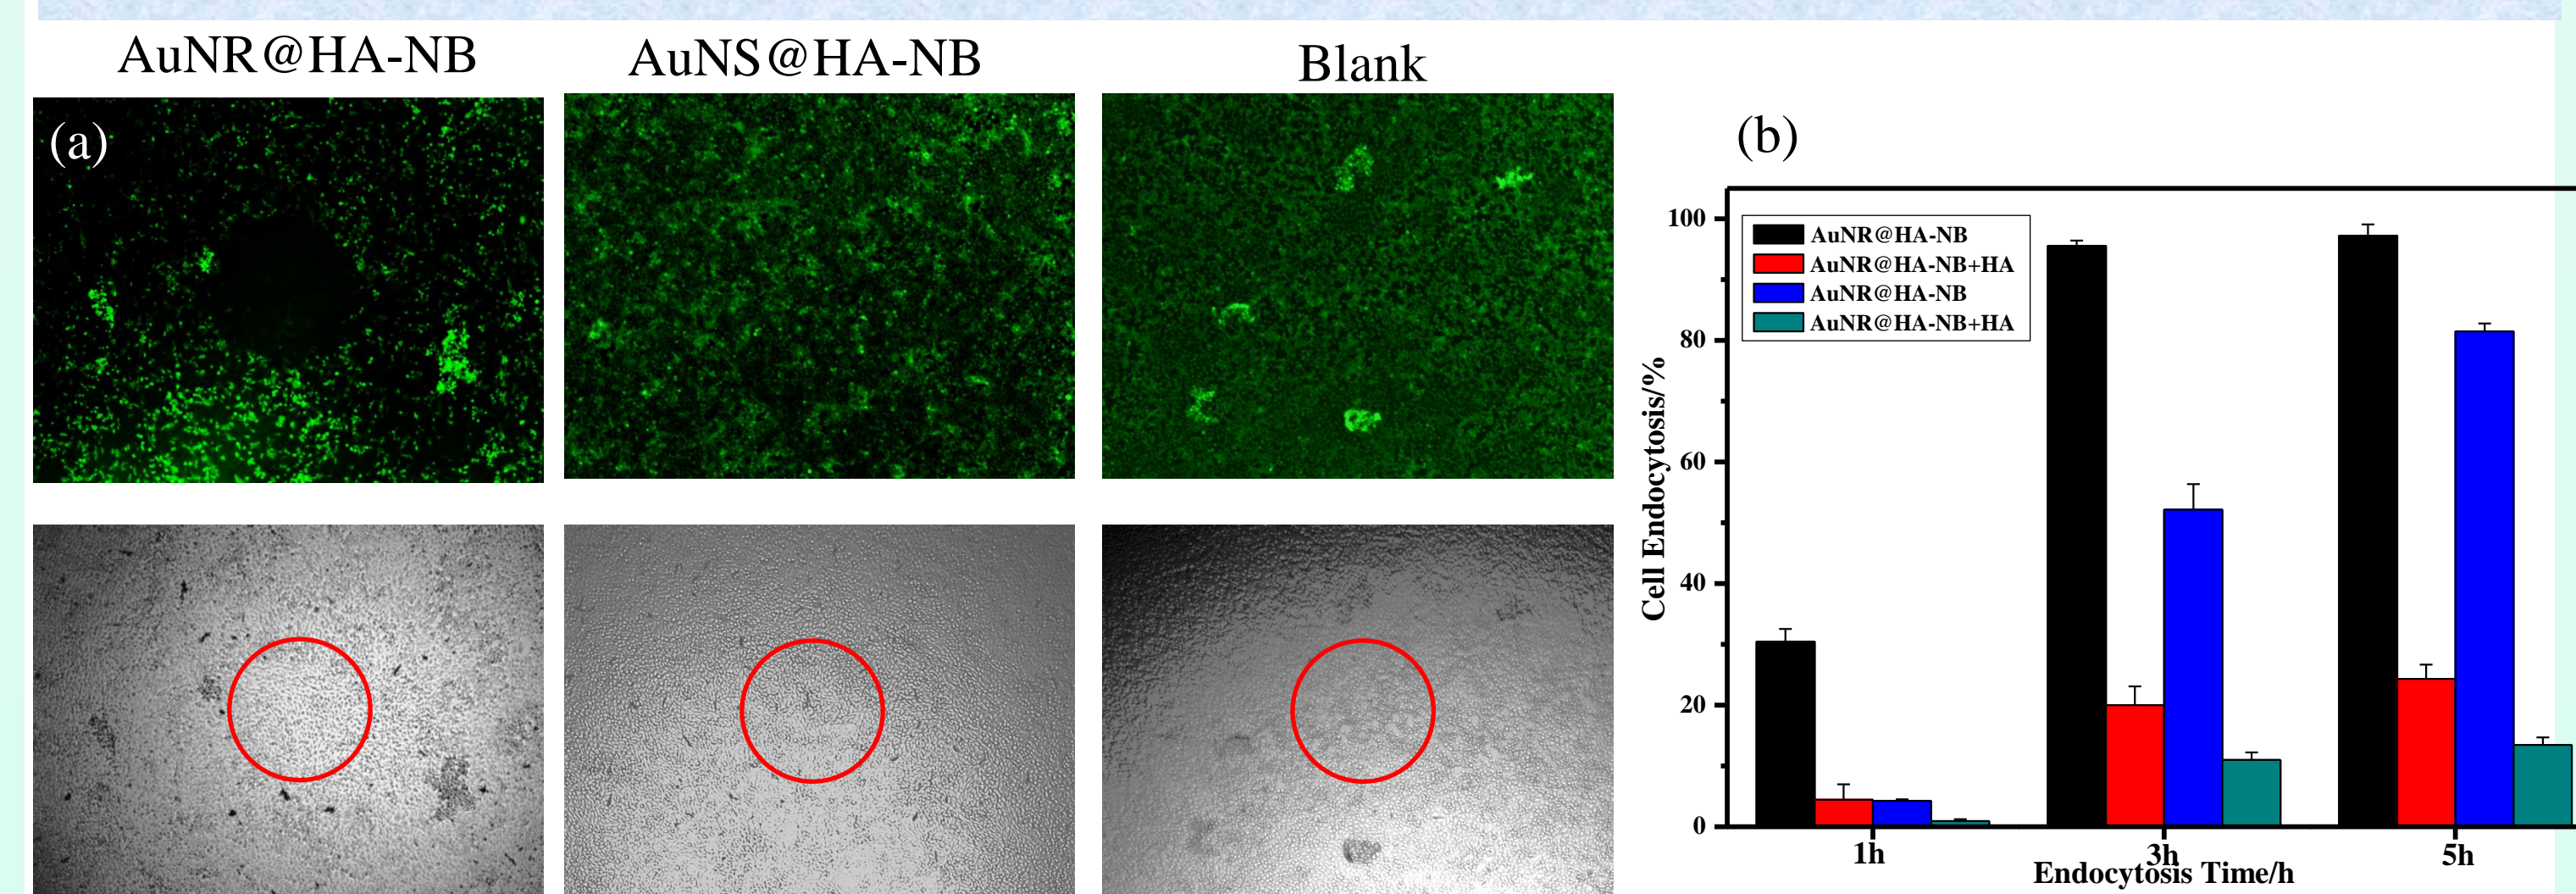 AuNR@HA-NB
AuNS@HA-NB
Blank
(a)
(b)
100
80
60
40
20
0
Cell Endocytosis/%
AuNR@HA-NB
AuNR@HA-NB+HA
AuNR@HA-NB
AuNR@HA-NB+HA
1h
3h
5h
Endocytosis Time/h